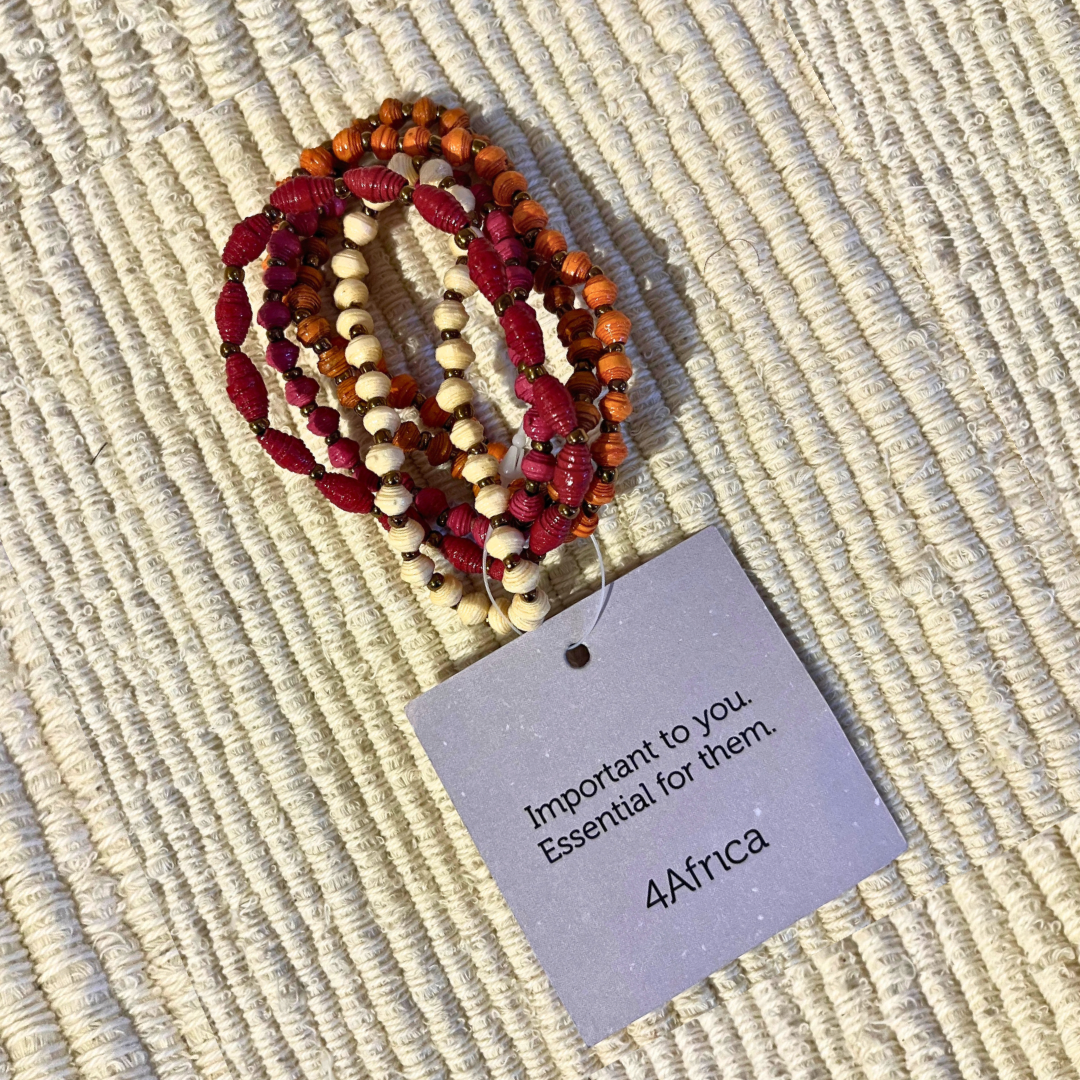 Important to you.
Essential for them.
4Africa